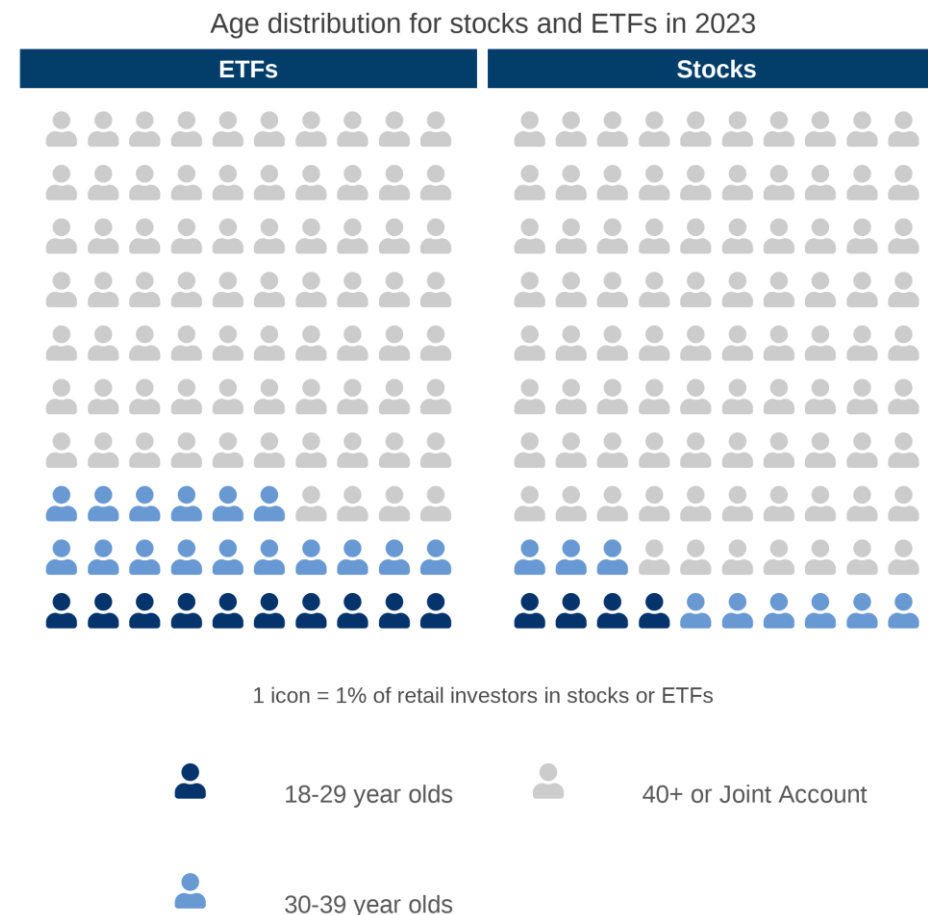 Age distribution for stocks and ETFs in 2023
ETFs
Stocks
1 icon = 1% of retail investors in stocks or ETFs
18-29 year olds
40+ or Joint Account
30-39 year olds